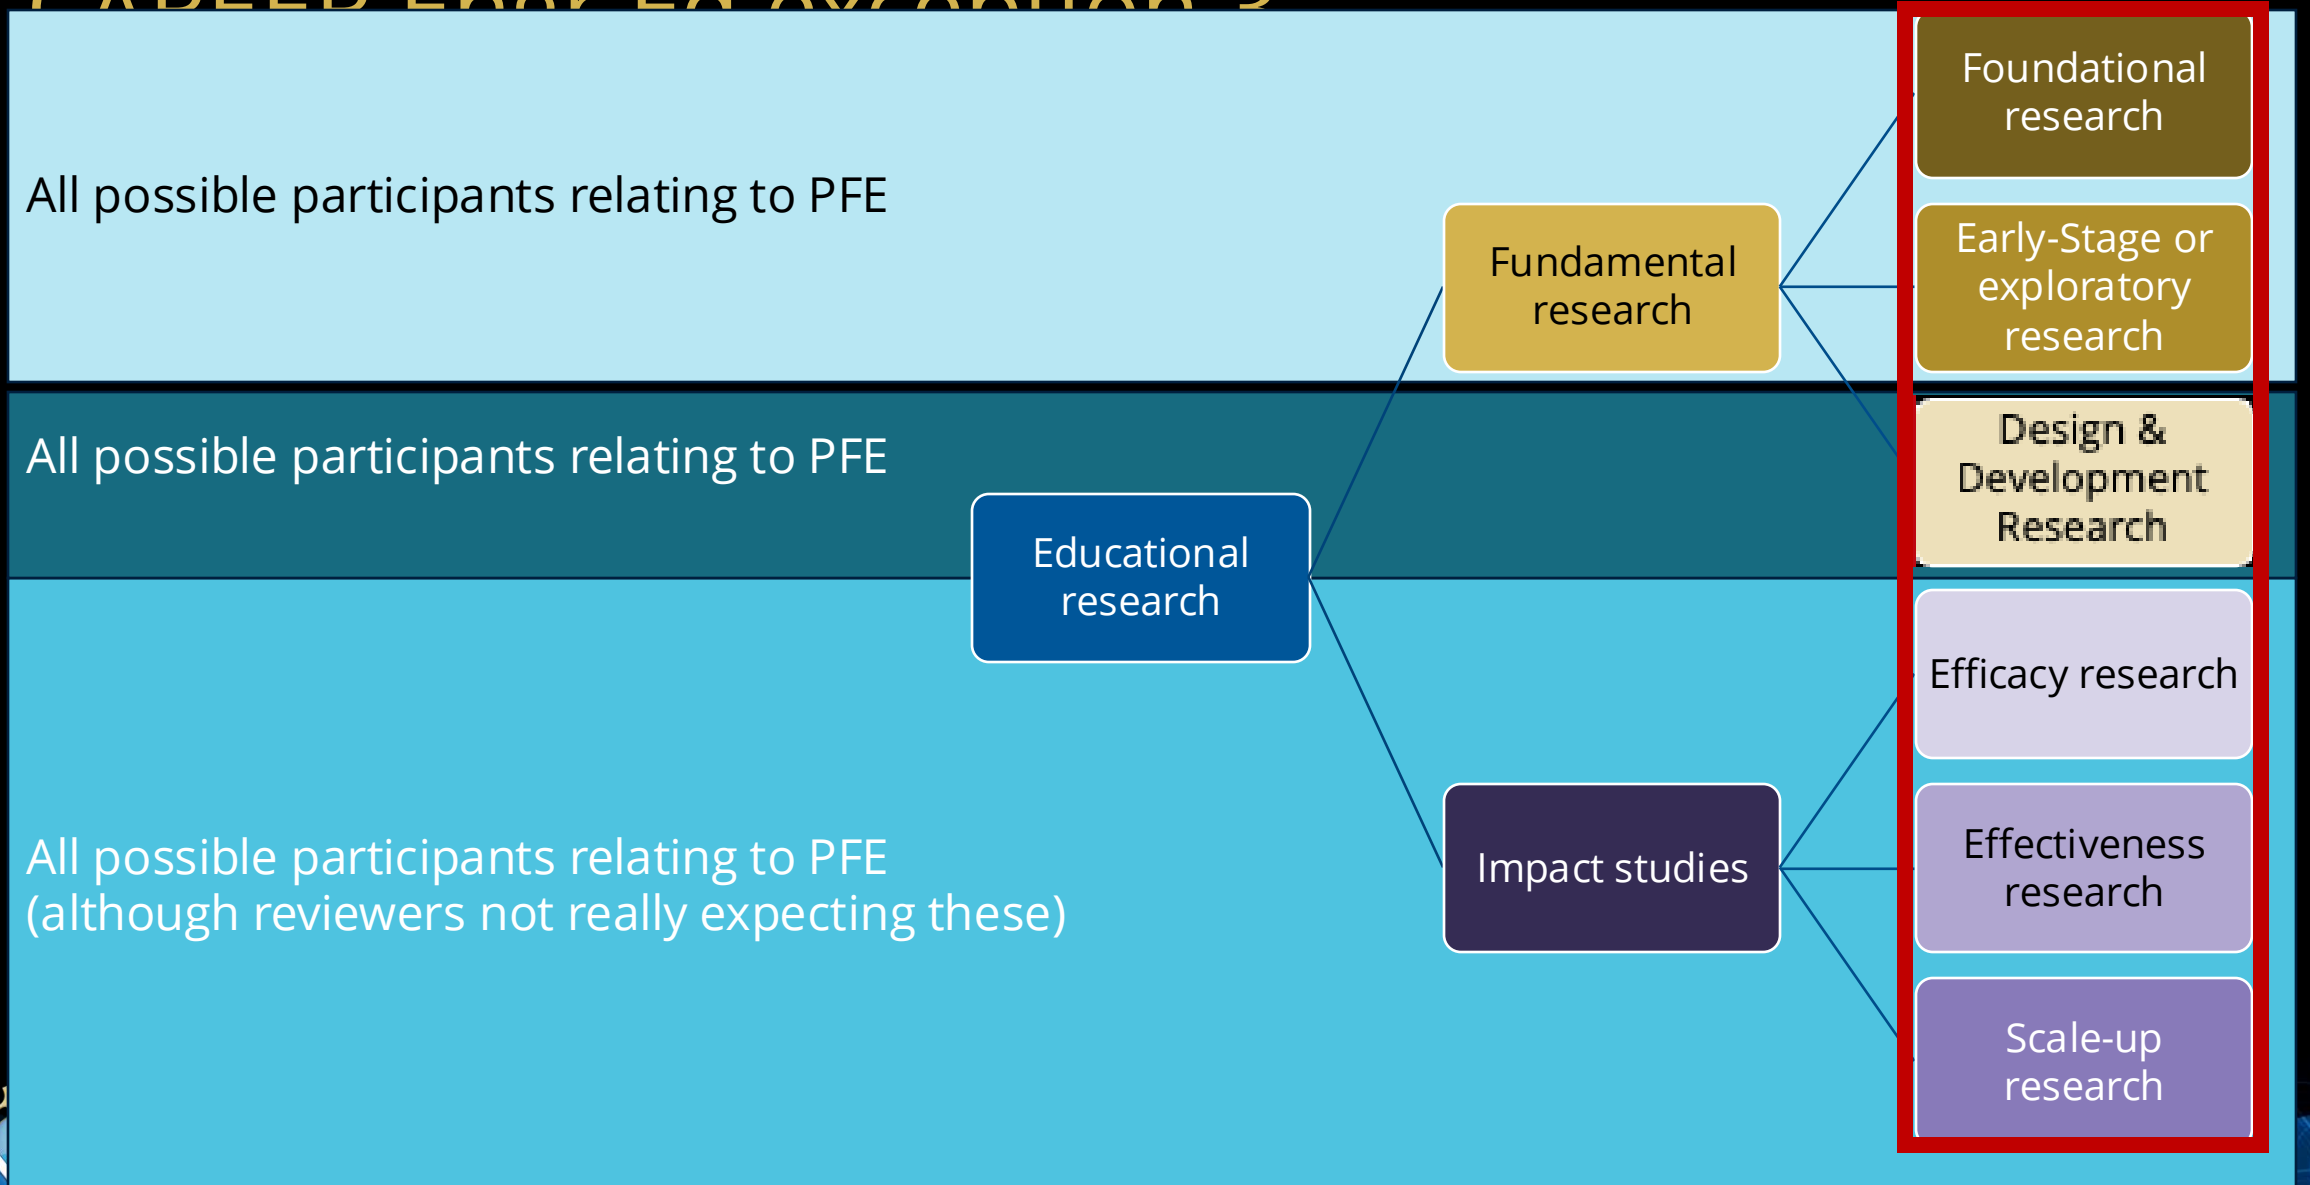 All possible participants relating to PFE
Foundational
research
Fundamental
research
Early-Stage or
exploratory
research
All possible participants relating to PFE
Design &
Development
Research
Educational
research
Efficacy research
All possible participants relating to PFE
(although reviewers not really expecting these)
Impact studies
Effectiveness
research
Scale-up
research